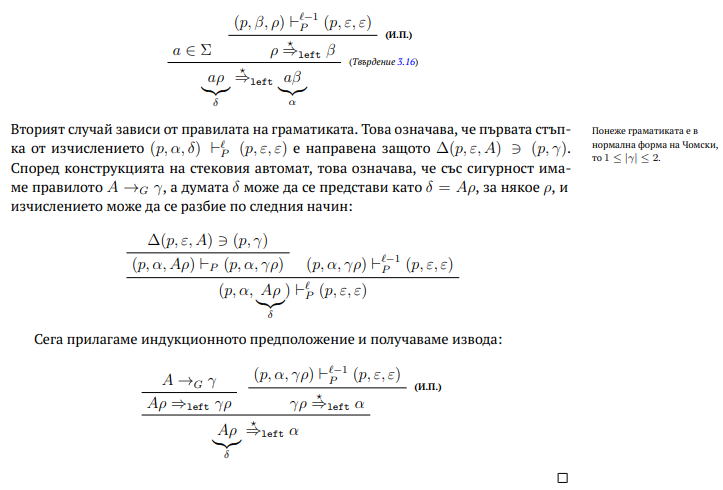 (p, β, ρ) ⊢_P^{ℓ−1} (p, ε, ε) (И.П.)
a ∈ Σ ρ ⇒*_left β (Твърдение 3.16)
aρ ⇒*_left aβ
δ α
Вторият случай зависи от правилата на граматиката. Това означава, че първата стъп-
ка от изчислението (p, α, δ) ⊢_P^ℓ (p, ε, ε) е направена защото Δ(p, ε, A) ∋ (p, γ).
Според конструкцията на стековия автомат, това означава, че със сигурност има-
ме правилото A →_G γ, а думата δ може да се представи като δ = Aρ, за някое ρ, и
изчислението може да се разбие по следния начин:
Понеже граматиката е в
нормална форма на Чомски,
то 1 ≤ |γ| ≤ 2.
Δ(p, ε, A) ∋ (p, γ)
(p, α, Aρ) ⊢_P (p, α, γρ) (p, α, γρ) ⊢_P^{ℓ−1} (p, ε, ε)
(p, α, Aρ) ⊢_P^ℓ (p, ε, ε)
δ
Сега прилагаме индукционното предположение и получаваме извода:
A →_G γ (p, α, γρ) ⊢_P^{ℓ−1} (p, ε, ε) (И.П.)
Aρ ⇒_left γρ γρ ⇒*_left α
Aρ ⇒*_left α
δ
□